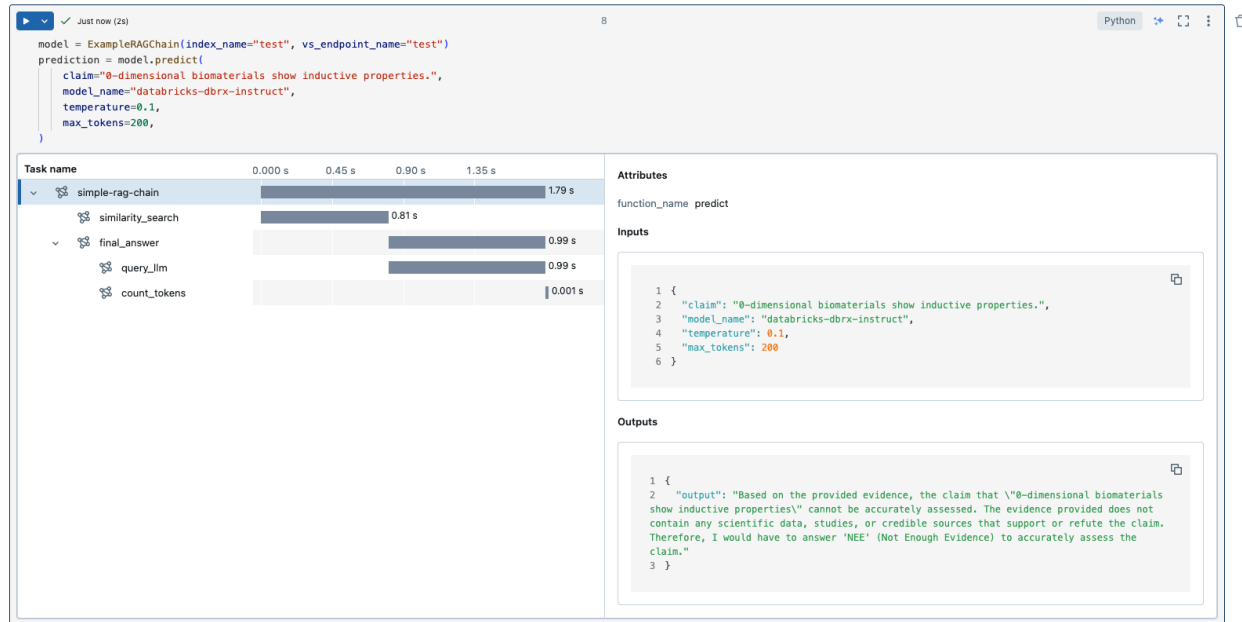 Just now (2s)
8
Python
model = ExampleRAGChain(index_name="test", vs_endpoint_name="test")
prediction = model.predict(
claim="0-dimensional biomaterials show inductive properties.",
model_name="databricks-dbrx-instruct",
temperature=0.1,
max_tokens=200,
)
Task name
0.000 s 0.45 s 0.90 s 1.35 s
simple-rag-chain 1.79 s
similarity_search 0.81 s
final_answer 0.99 s
query_llm 0.99 s
count_tokens 0.001 s
Attributes
function_name predict
Inputs
1 {
2 "claim": "0-dimensional biomaterials show inductive properties.",
3 "model_name": "databricks-dbrx-instruct",
4 "temperature": 0.1,
5 "max_tokens": 200
6 }
Outputs
1 {
2 "output": "Based on the provided evidence, the claim that \"0-dimensional biomaterials
show inductive properties\" cannot be accurately assessed. The evidence provided does not
contain any scientific data, studies, or credible sources that support or refute the claim.
Therefore, I would have to answer 'NEE' (Not Enough Evidence) to accurately assess the
claim."
3 }